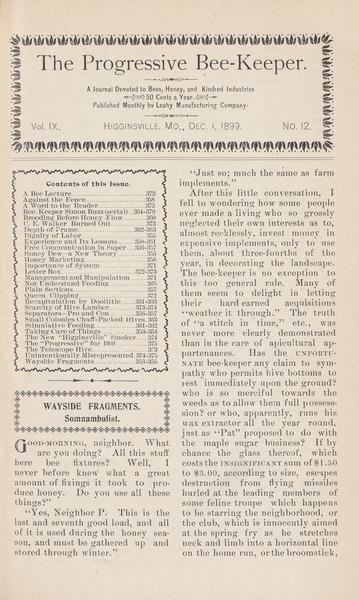 The Progressive Bee-Keeper.
A Journal Devoted to Bees, Honey, and Kindred Industries
50 Cents a Year.
Published Monthly by Leahy Manufacturing Company.
Vol. IX. HIGGINSVILLE, MO., DEC. 1, 1899. No. 12.
Contents of this Issue.
A Bee Lecture 373
Against the Fence 358
A Word to the Reader 375
Bee-Keeper Simon Buzz(serial) 364-370
Brooding Before Honey Flow 360
C. E. Walker Burned Out 373
Depth of Frame 362-363
Dignity of Labor 355
Experience and Its Lessons 358-361
Free Communication in Super 356-357
Honey Dew—a New Theory 355
Honey Marketing 358
Importance of System 355
Letter Box 372-373
Management and Manipulation 371
Not Understand Feeding 365
Plain Sections 357
Queen Clipping 372
Recapitulation by Doolittle 361-363
Scarcity of Hive Lumber 375
Separators—Pro and Con 356-357
Small Colonies Chaff-Packed Hives 363
Stimulative Feeding 361-362
Taking Care of Things 353-354
The New "Higginsville" Smoker 374
The "Progressive" for 1900 375
The Telescope Hive 375
Unintentionally Misrepresented 374-375
Wayside Fragments 353-355
WAYSIDE FRAGMENTS.
Somnambulist.
GOOD-MORNING, neighbor. What
are you doing? All this stuff
here bee fixtures? Well, I
never before knew what a great
amount of fixings it took to pro-
duce honey. Do you use all these
things?"
"Yes, Neighbor P. This is the
last and seventh good load, and all
of it is used during the honey sea-
son, and must be gathered up and
stored through winter."
"Just so; much the same as farm
implements."
After this little conversation, I
fell to wondering how some people
ever made a living who so grossly
neglected their own interests as to,
almost recklessly, invest money in
expensive implements, only to use
them, about three-fourths of the
year, in decorating the landscape.
The bee-keeper is no exception to
this too general rule. Many of
them seem to delight in letting
their hard earned acquisitions
"weather it through." The truth
of "a stitch in time," etc., was
never more clearly demonstrated
than in the care of apicultural ap-
purtenances. Has the UNFORTU-
NATE bee-keeper any claim to sym-
pathy who permits hive bottoms to
rest immediately upon the ground?
who is so merciful towards the
weeds as to allow them full posses-
sion? or who, apparently, runs his
wax extractor all the year round,
just as "Pat" proposed to do with
the maple sugar business? If by
chance the glass thereof, which
costs the INSIGNIFICANT sum of $1.50
to $3.00, according to size, escapes
destruction from flying missiles
hurled at the leading members of
some feline troupe which happens
to be starring the neighborhood, or
the club, which is innocently aimed
at the spring fry as he stretches
neck and limb into a horizontal line
on the home run, or the broomstick,